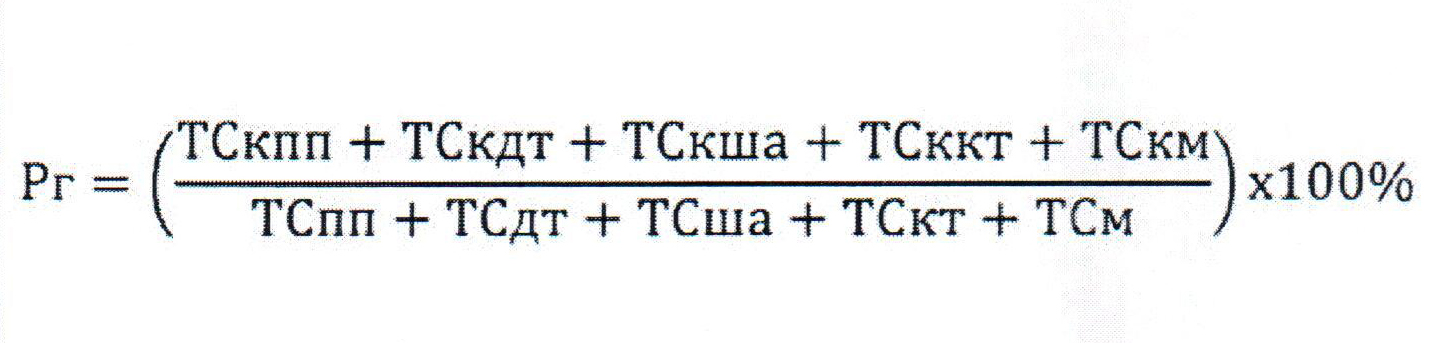 ТСкпп + ТСкдт + ТСкша + ТСккт + ТСкм
Рг = ( ) х100%
ТСпп + ТСдт + ТСша + ТСкт + ТСм